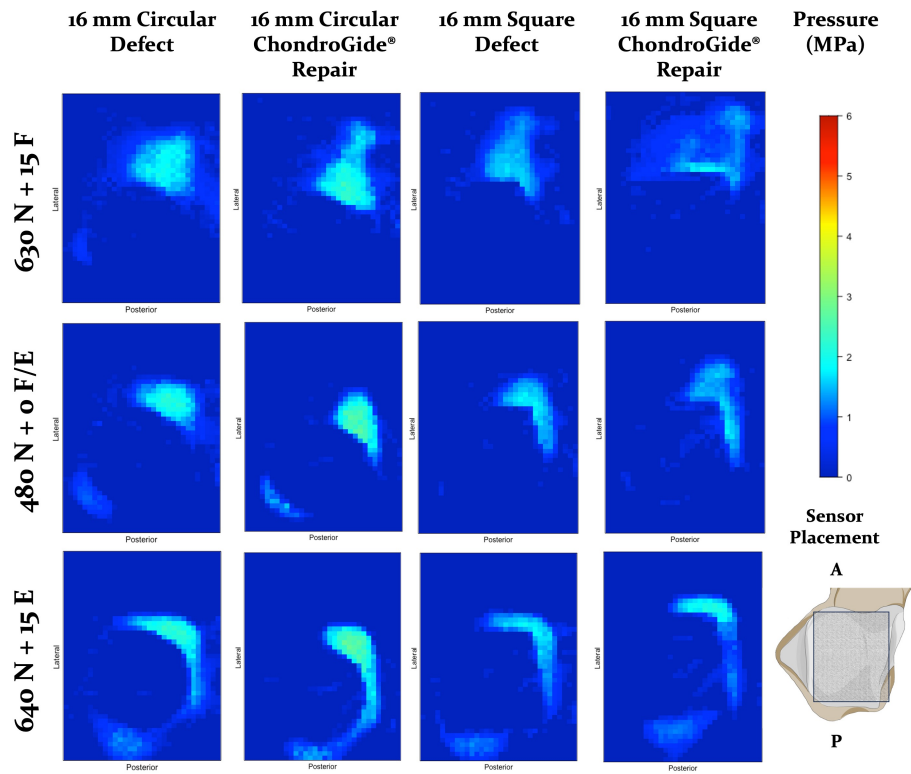 16 mm Circular
Defect
16 mm Circular
ChondroGide®
Repair
16 mm Square
Defect
16 mm Square
ChondroGide®
Repair
Pressure
(MPa)
630 N + 15 F
Lateral
Posterior
Lateral
Posterior
Lateral
Posterior
Lateral
Posterior
6
5
4
3
2
1
0
480 N + 0 F/E
Lateral
Posterior
Lateral
Posterior
Lateral
Posterior
Lateral
Posterior
Sensor
Placement
A
P
640 N + 15 E
Lateral
Posterior
Lateral
Posterior
Lateral
Posterior
Lateral
Posterior